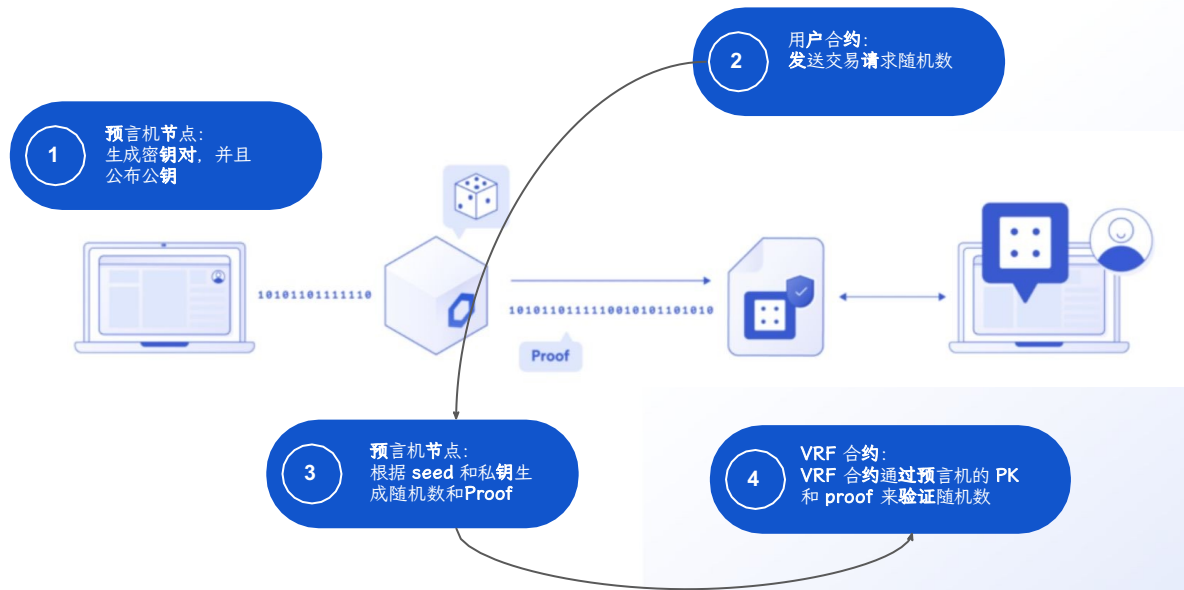 2
用户合约：
发送交易请求随机数
1
预言机节点：
生成密钥对，并且
公布公钥
10101101111110
1010110111110010101101010
Proof
3
预言机节点：
根据 seed 和私钥生
成随机数和Proof
4
VRF 合约：
VRF 合约通过预言机的 PK
和 proof 来验证随机数